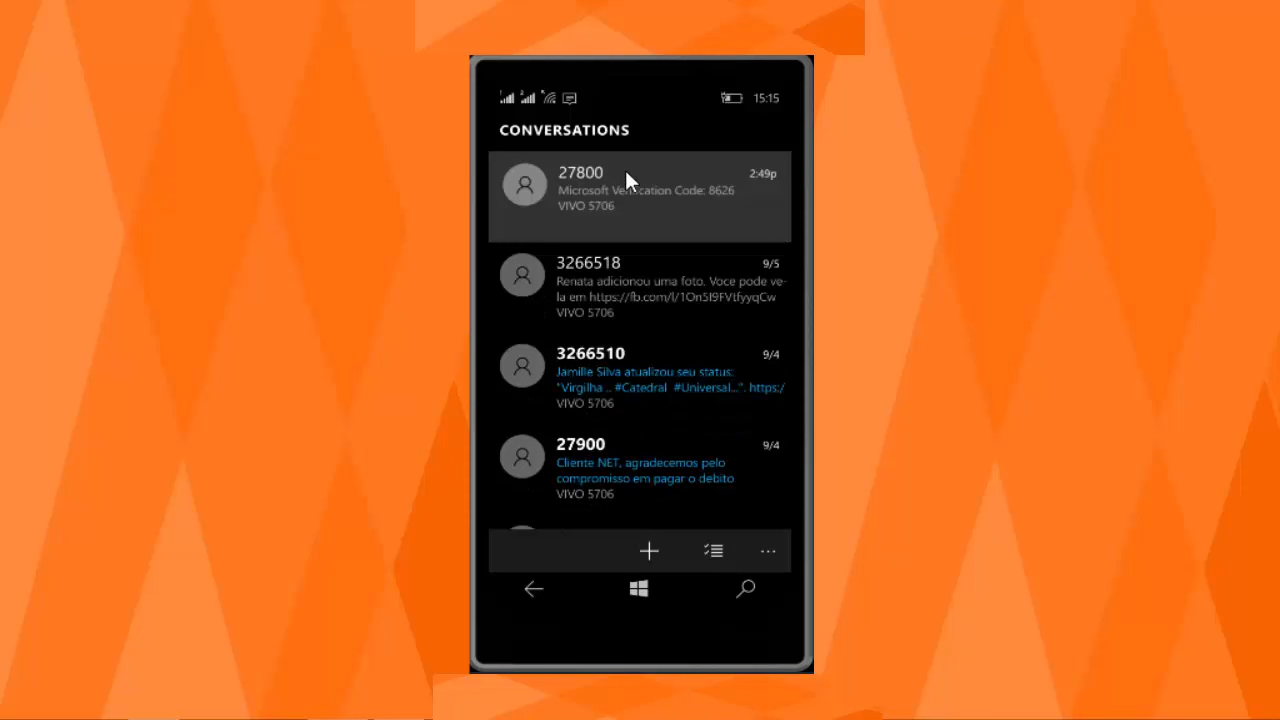 15:15
CONVERSATIONS
27800
2:49p
Microsoft Verification Code: 8626
VIVO 5706
3266518
9/5
Renata adicionou uma foto. Voce pode ve-
la em https://fb.com/l/1On5I9FVtfyyqCw
VIVO 5706
3266510
9/4
Jamille Silva atualizou seu status:
"Virgilha .. #Catedral #Universal...". https:/
VIVO 5706
27900
9/4
Cliente NET, agradecemos pelo
compromisso em pagar o debito
VIVO 5706